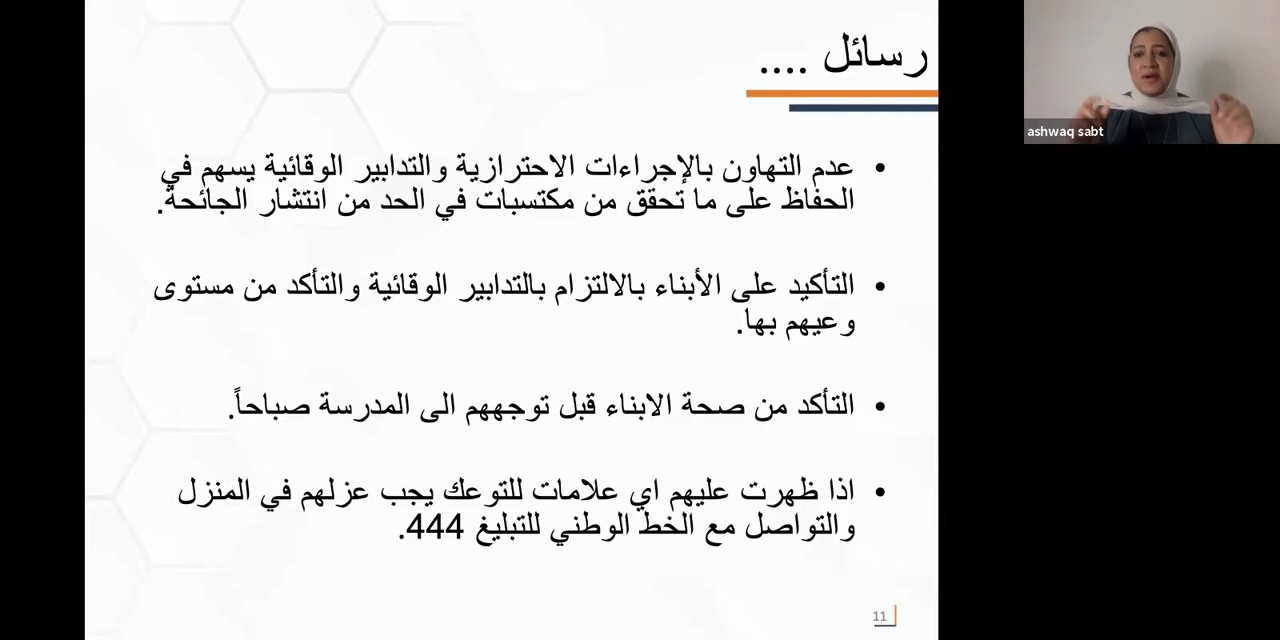 رسائل ....
• عدم التهاون بالإجراءات الاحترازية والتدابير الوقائية يسهم في
الحفاظ على ما تحقق من مكتسبات في الحد من انتشار الجائحة.
• التأكيد على الأبناء بالالتزام بالتدابير الوقائية والتأكد من مستوى
وعيهم بها.
• التأكد من صحة الابناء قبل توجههم الى المدرسة صباحاً.
• اذا ظهرت عليهم اي علامات للتوعك يجب عزلهم في المنزل
والتواصل مع الخط الوطني للتبليغ 444.
11
ashwaq sabt